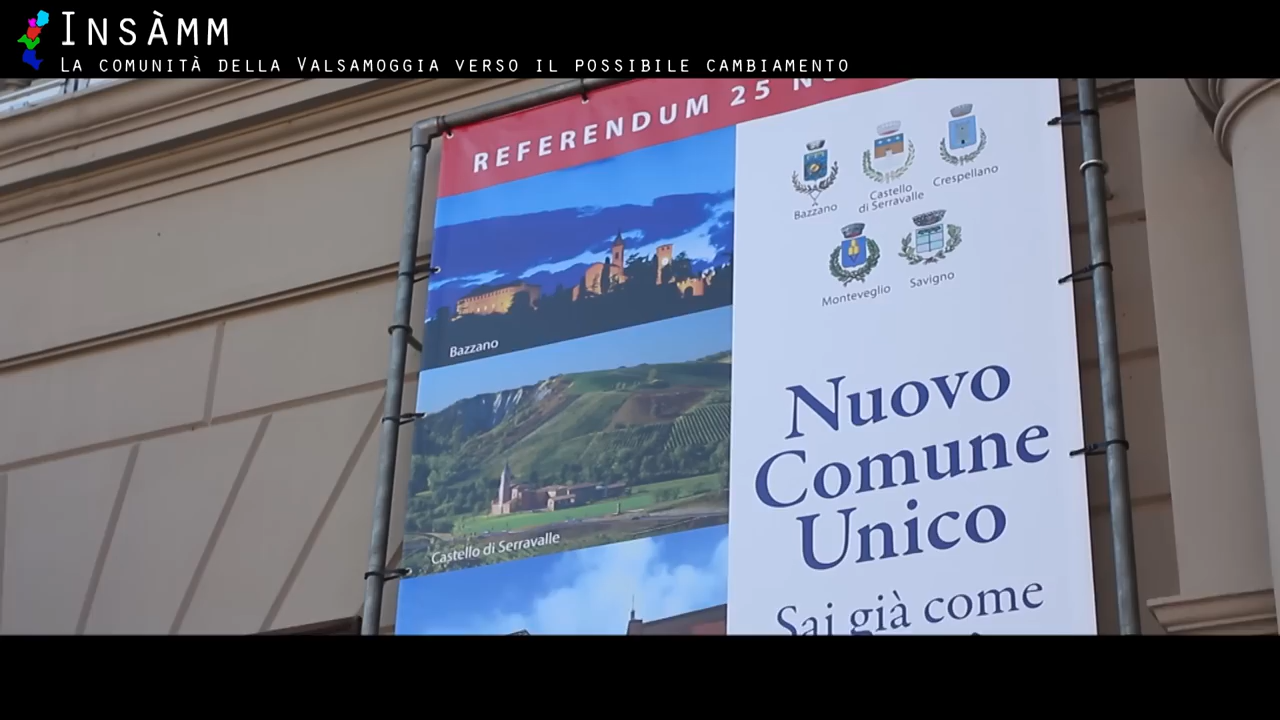 INSÀMM
LA COMUNITÀ DELLA VALSAMOGGIA VERSO IL POSSIBILE CAMBIAMENTO
REFERENDUM 25
Bazzano
Castello
di Serravalle
Crespellano
Monteveglio
Savigno
Bazzano
Castello di Serravalle
Nuovo
Comune
Unico
Sai già come